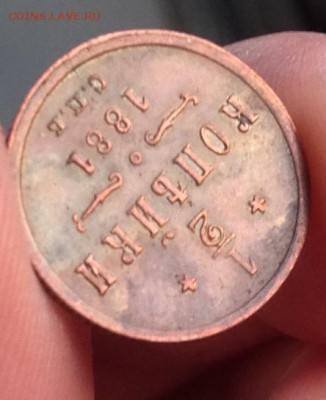 COINS.LAVE.RU
* 1/2 *
КОПѢЙКИ
1881
С.П.Б